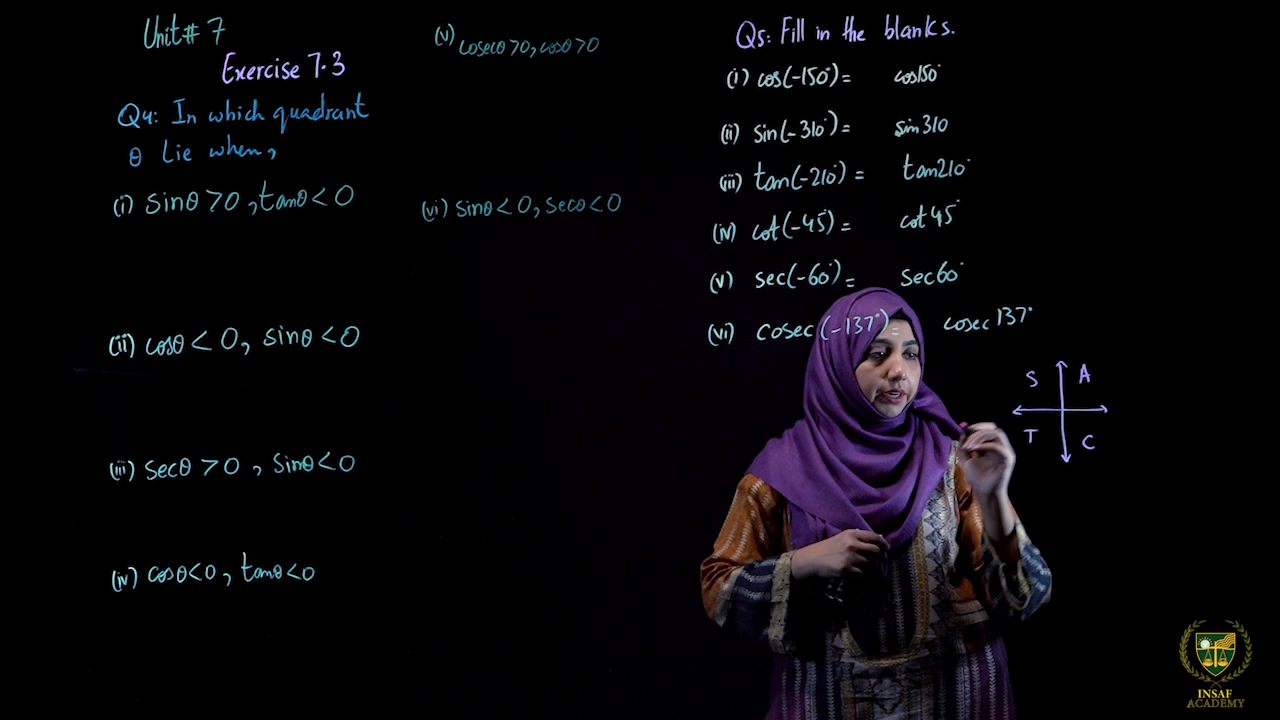 Unit# 7
Exercise 7.3
Q4: In which quadrant
θ Lie when,
(i) sinθ >0 , tanθ < 0
(ii) cosθ < 0, sinθ < 0
(iii) secθ >0 , sinθ < 0
(iv) cosθ<0 , tanθ <0
(v) cosecθ >0, cosθ >0
(vi) sinθ < 0, secθ < 0
Q5: Fill in the blanks.
(i) cos(-150°) = cos150°
(ii) sin(-310°) = sin310
(iii) tan(-210°) = tan210°
(iv) cot(-45°) = cot45°
(v) sec(-60°) = sec60°
(vi) cosec(-137°) = cosec137°
S A
T C
INSAF
ACADEMY